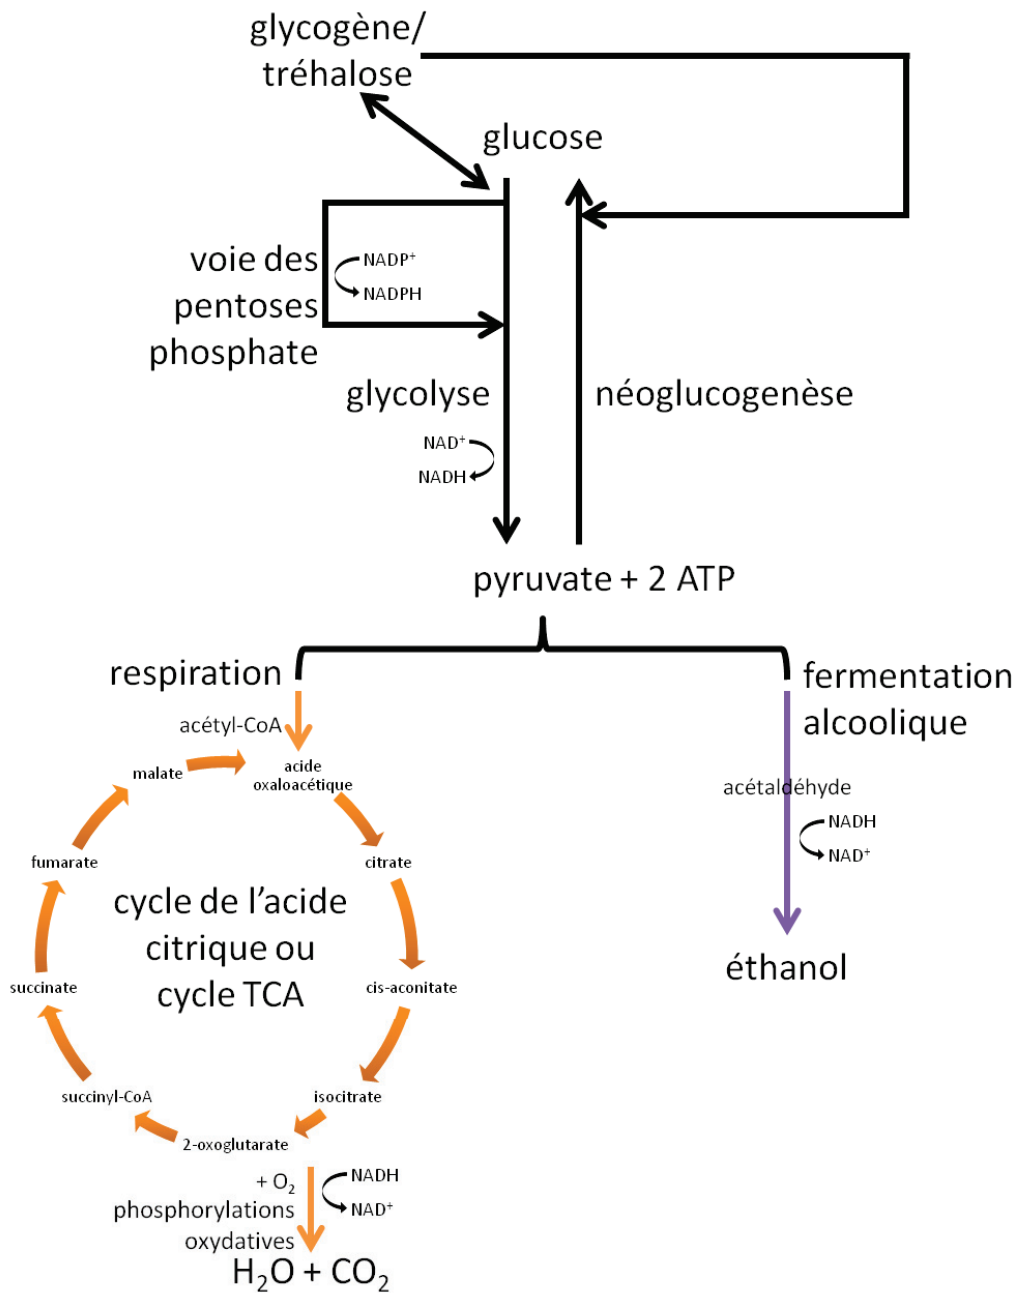 glycogène/
tréhalose
glucose
voie des
pentoses
phosphate
NADP⁺
NADPH
glycolyse
néoglucogenèse
NAD⁺
NADH
pyruvate + 2 ATP
respiration
fermentation
alcoolique
acétyl-CoA
acide
oxaloacétique
malate
citrate
fumarate
cis-aconitate
succinate
isocitrate
succinyl-CoA
2-oxoglutarate
cycle de l’acide
citrique ou
cycle TCA
acétaldéhyde
NADH
NAD⁺
éthanol
+ O₂
phosphorylations
oxydatives
NADH
NAD⁺
H₂O + CO₂